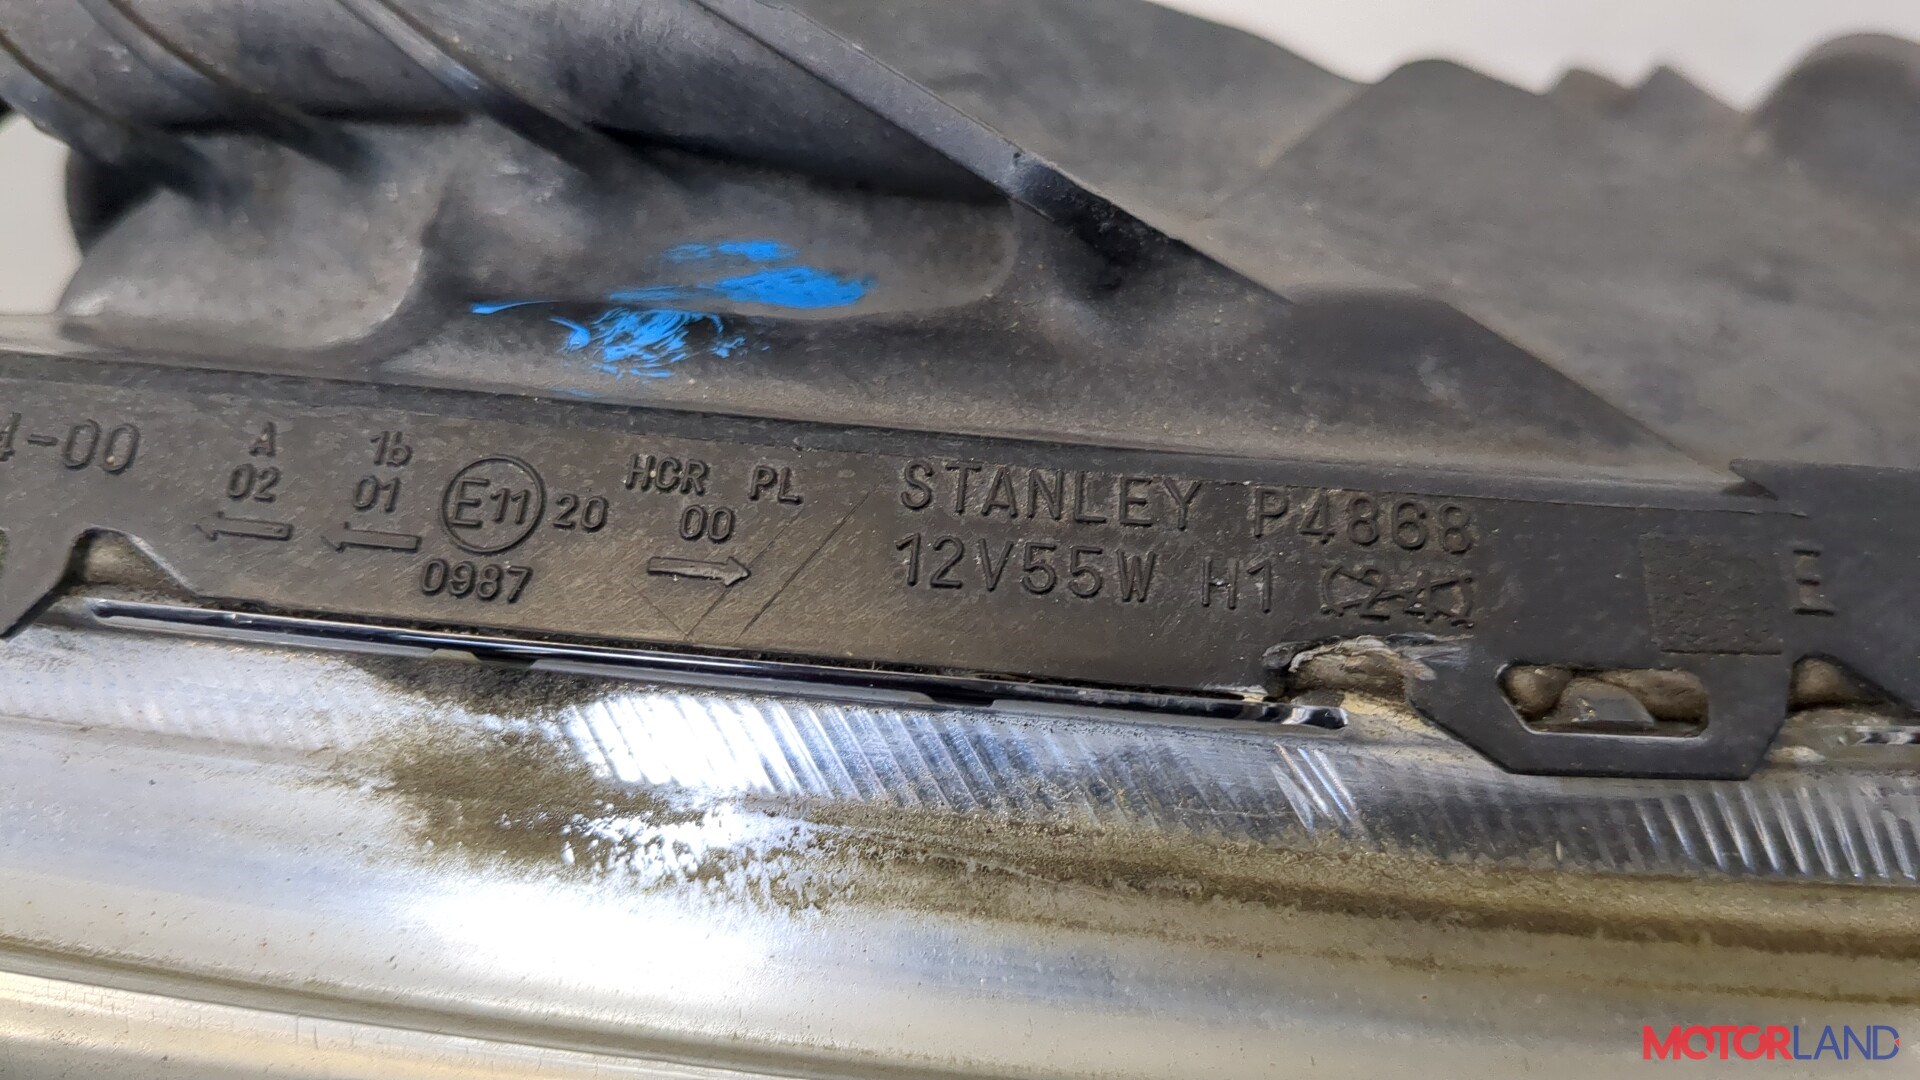 4-00
A 1b
02 01 E11 20 HCR PL
00
0987
STANLEY P4868
12V55W H1
E
MOTORLAND